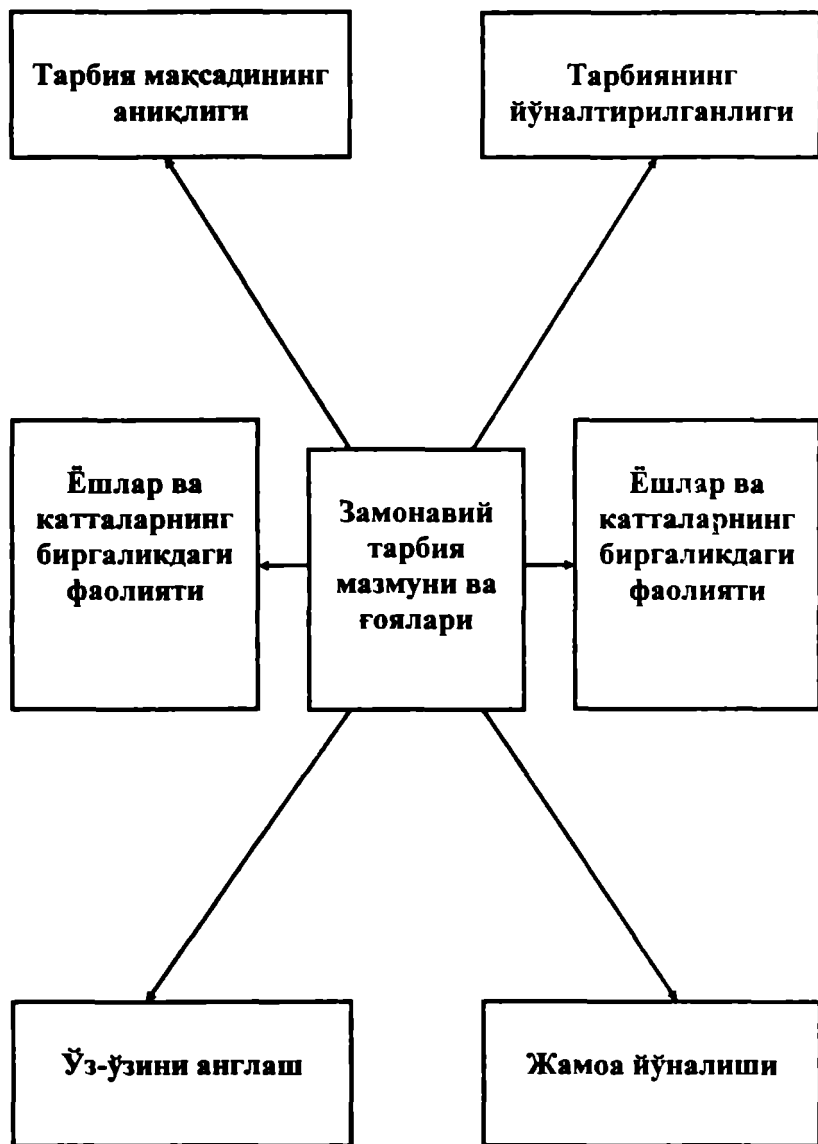 Тарбия мақсадининг
аниқлиги
Тарбиянинг
йўналтирилганлиги
Ёшлар ва
катталарнинг
биргаликдаги
фаолияти
Замонавий
тарбия
мазмуни ва
ғоялари
Ёшлар ва
катталарнинг
биргаликдаги
фаолияти
Ўз-ўзини англаш
Жамоа йўналиши